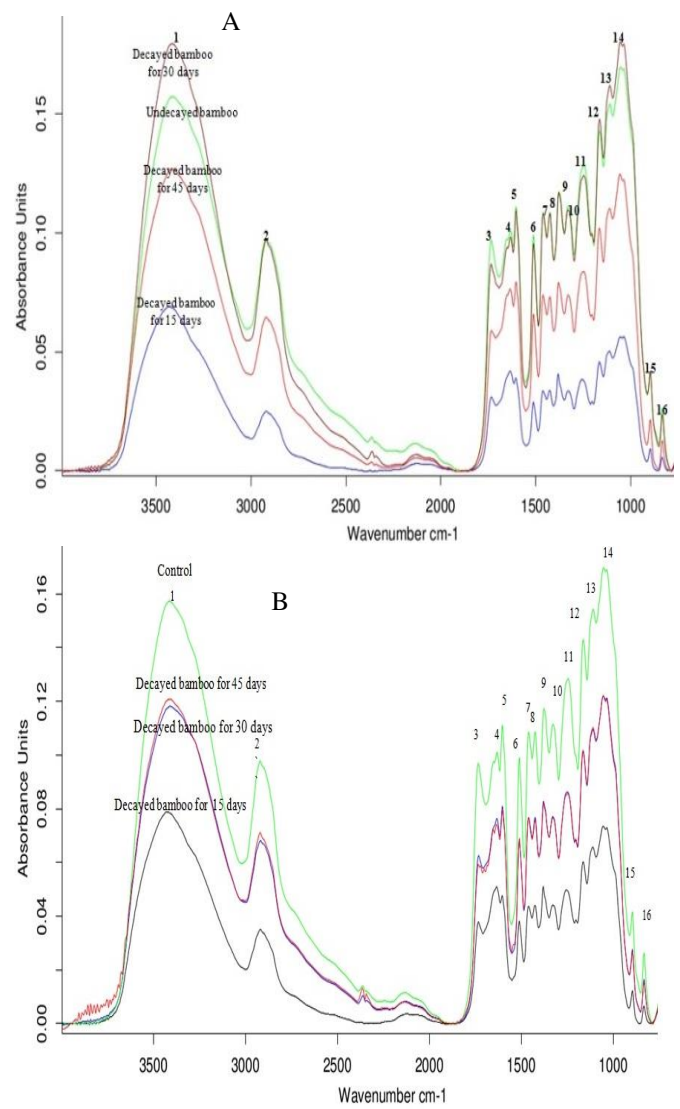 A
1
14
Decayed bamboo
for 30 days
13
Undecayed bamboo
12
Decayed bamboo
for 45 days
11
9
5
7 8 10
3 4 6
2
Decayed bamboo
for 15 days
15
16
Absorbance Units
0.00 0.05 0.10 0.15
3500 3000 2500 2000 1500 1000
Wavenumber cm-1
B
Control
1
14
13
12
11
Decayed bamboo for 45 days
9 10
5
Decayed bamboo for 30 days
7 8
3 4 6
2
Decayed bamboo for 15 days
15
16
Absorbance Units
0.00 0.04 0.08 0.12 0.16
3500 3000 2500 2000 1500 1000
Wavenumber cm-1